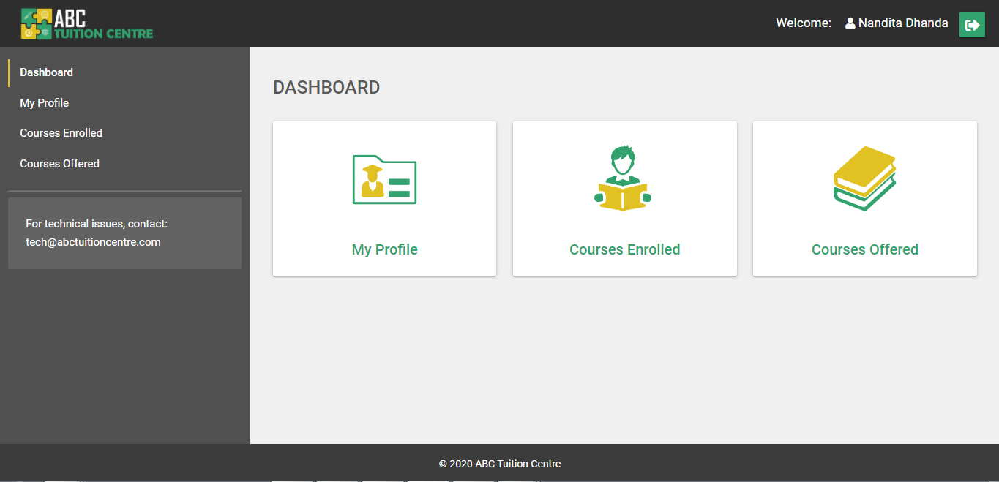 ABC
TUITION CENTRE
Welcome: Nandita Dhanda
Dashboard
My Profile
Courses Enrolled
Courses Offered
For technical issues, contact:
tech@abctuitioncentre.com
DASHBOARD
My Profile
Courses Enrolled
Courses Offered
© 2020 ABC Tuition Centre